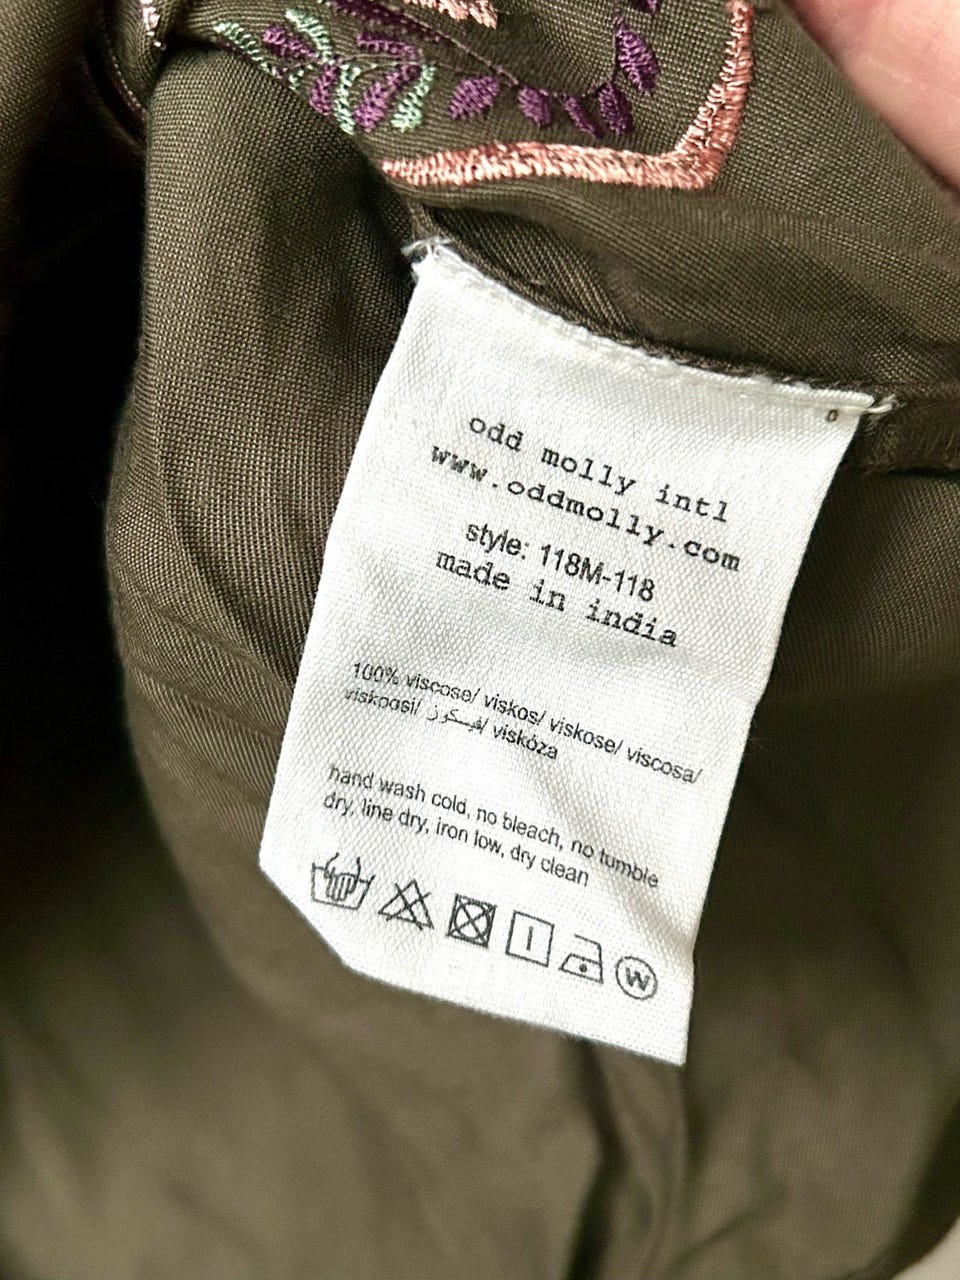 odd molly intl
www.oddmolly.com
style: 118M-118
made in india
100% viscose/ viskos/ viskose/ viscosa/
viskoosi/ فيسكوز/ viskóza
hand wash cold, no bleach, no tumble
dry, line dry, iron low, dry clean
W